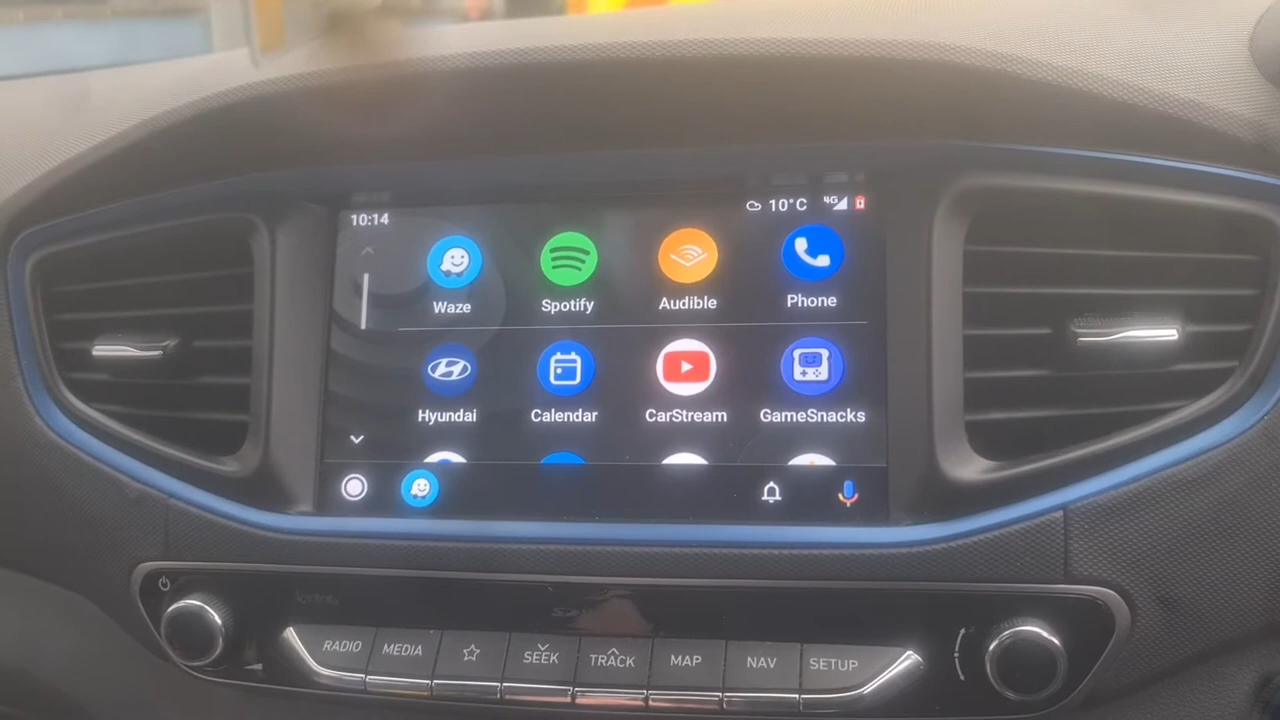 10:14
10°C 4G
Waze Spotify Audible Phone
Hyundai Calendar CarStream GameSnacks
RADIO MEDIA SEEK TRACK MAP NAV SETUP